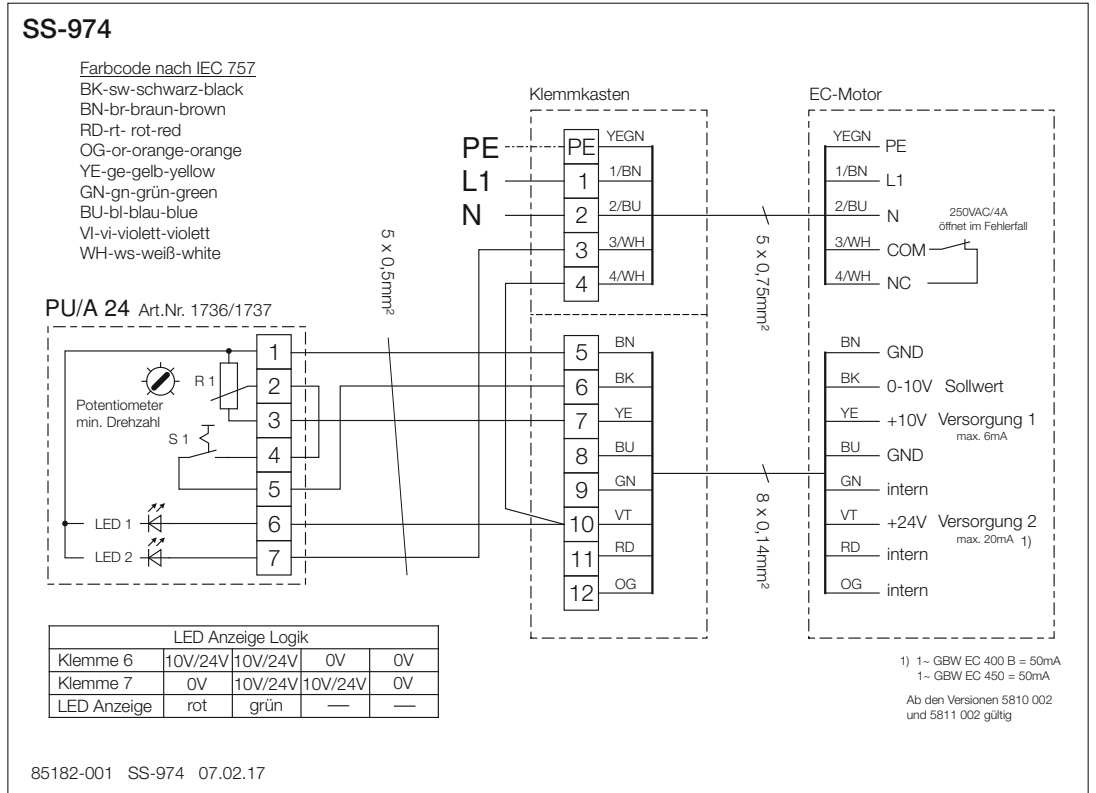 SS-974
Farbcode nach IEC 757
BK-sw-schwarz-black
BN-br-braun-brown
RD-rt- rot-red
OG-or-orange-orange
YE-ge-gelb-yellow
GN-gn-grün-green
BU-bl-blau-blue
VI-vi-violett-violett
WH-ws-weiß-white
Klemmkasten
PE
L1
N
PE YEGN
1 1/BN
2 2/BU
3 3/WH
4 4/WH
5 x 0,75mm²
EC-Motor
YEGN PE
1/BN L1
2/BU N
3/WH COM
4/WH NC
250VAC/4A
öffnet im Fehlerfall
5 x 0,5mm²
PU/A 24 Art.Nr. 1736/1737
Potentiometer
min. Drehzahl
R 1
S 1
LED 1
LED 2
1
2
3
4
5
6
7
5 BN
6 BK
7 YE
8 BU
9 GN
10 VT
11 RD
12 OG
8 x 0,14mm²
BN GND
BK 0-10V Sollwert
YE +10V Versorgung 1
max. 6mA
BU GND
GN intern
VT +24V Versorgung 2
max. 20mA 1)
RD intern
OG intern
LED Anzeige Logik
Klemme 6 10V/24V 10V/24V 0V 0V
Klemme 7 0V 10V/24V 10V/24V 0V
LED Anzeige rot grün — —
1) 1~ GBW EC 400 B = 50mA
1~ GBW EC 450 = 50mA
Ab den Versionen 5810 002
und 5811 002 gültig
85182-001 SS-974 07.02.17